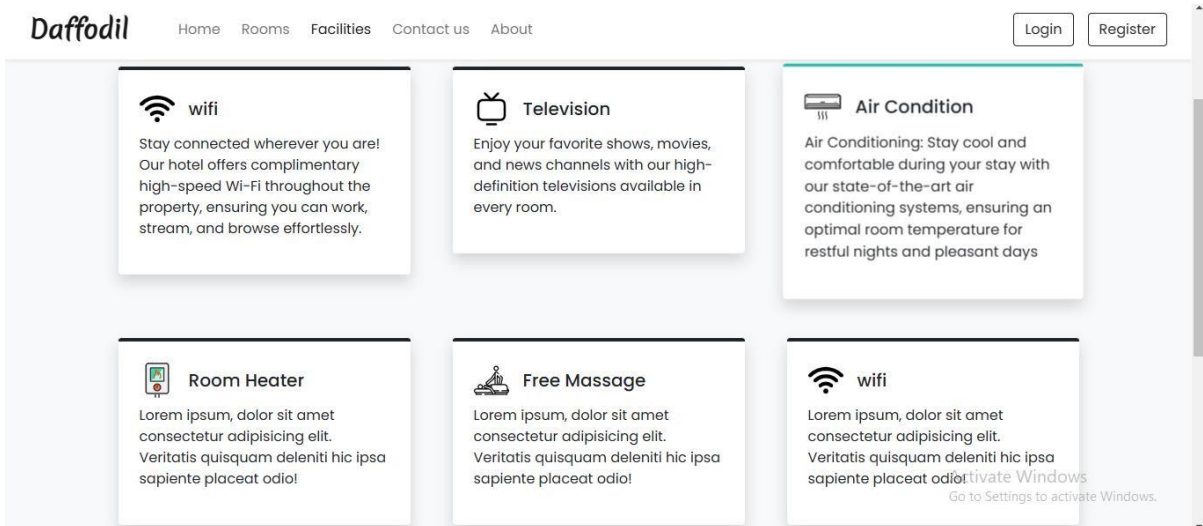 Daffodil
Home Rooms Facilities Contact us About
Login Register
wifi
Stay connected wherever you are!
Our hotel offers complimentary
high-speed Wi-Fi throughout the
property, ensuring you can work,
stream, and browse effortlessly.
Television
Enjoy your favorite shows, movies,
and news channels with our high-
definition televisions available in
every room.
Air Condition
Air Conditioning: Stay cool and
comfortable during your stay with
our state-of-the-art air
conditioning systems, ensuring an
optimal room temperature for
restful nights and pleasant days
Room Heater
Lorem ipsum, dolor sit amet
consectetur adipisicing elit.
Veritatis quisquam deleniti hic ipsa
sapiente placeat odio!
Free Massage
Lorem ipsum, dolor sit amet
consectetur adipisicing elit.
Veritatis quisquam deleniti hic ipsa
sapiente placeat odio!
wifi
Lorem ipsum, dolor sit amet
consectetur adipisicing elit.
Veritatis quisquam deleniti hic ipsa
sapiente placeat odio!
Activate Windows
Go to Settings to activate Windows.